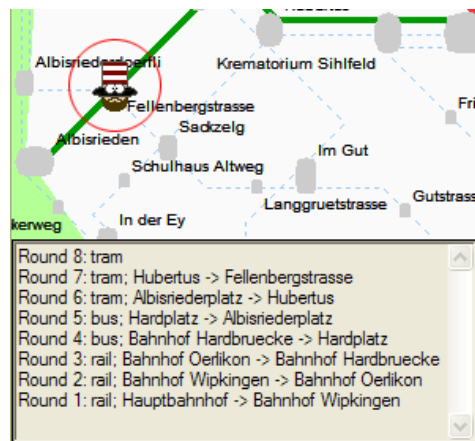 Hubertus
Albisriederdoerfli
Krematorium Sihlfeld
Fellenbergstrasse
Fri
Sackzelg
Albisrieden
Im Gut
Schulhaus Altweg
Langgruetstrasse
Gutstrass
kerweg
In der Ey
Round 8: tram
Round 7: tram; Hubertus -> Fellenbergstrasse
Round 6: tram; Albisriederplatz -> Hubertus
Round 5: bus; Hardplatz -> Albisriederplatz
Round 4: bus; Bahnhof Hardbruecke -> Hardplatz
Round 3: rail; Bahnhof Oerlikon -> Bahnhof Hardbruecke
Round 2: rail; Bahnhof Wipkingen -> Bahnhof Oerlikon
Round 1: rail; Hauptbahnhof -> Bahnhof Wipkingen